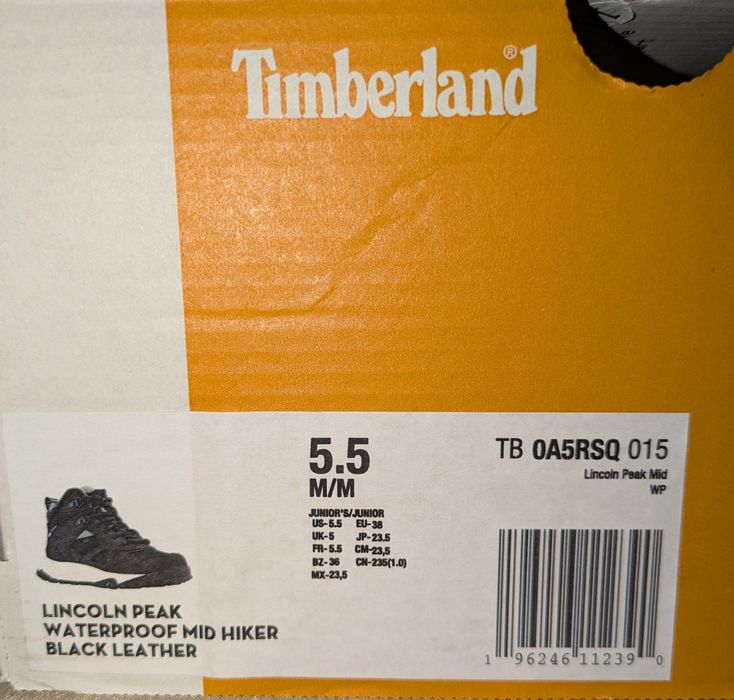 Timberland®
5.5
M/M
JUNIOR'S/JUNIOR
US-5.5 EU-38
UK-5 JP-23.5
FR-5.5 CM-23,5
BZ-36 CN-235(1.0)
MX-23,5
TB 0A5RSQ 015
Lincoln Peak Mid
WP
LINCOLN PEAK
WATERPROOF MID HIKER
BLACK LEATHER
1 96246 11239 0